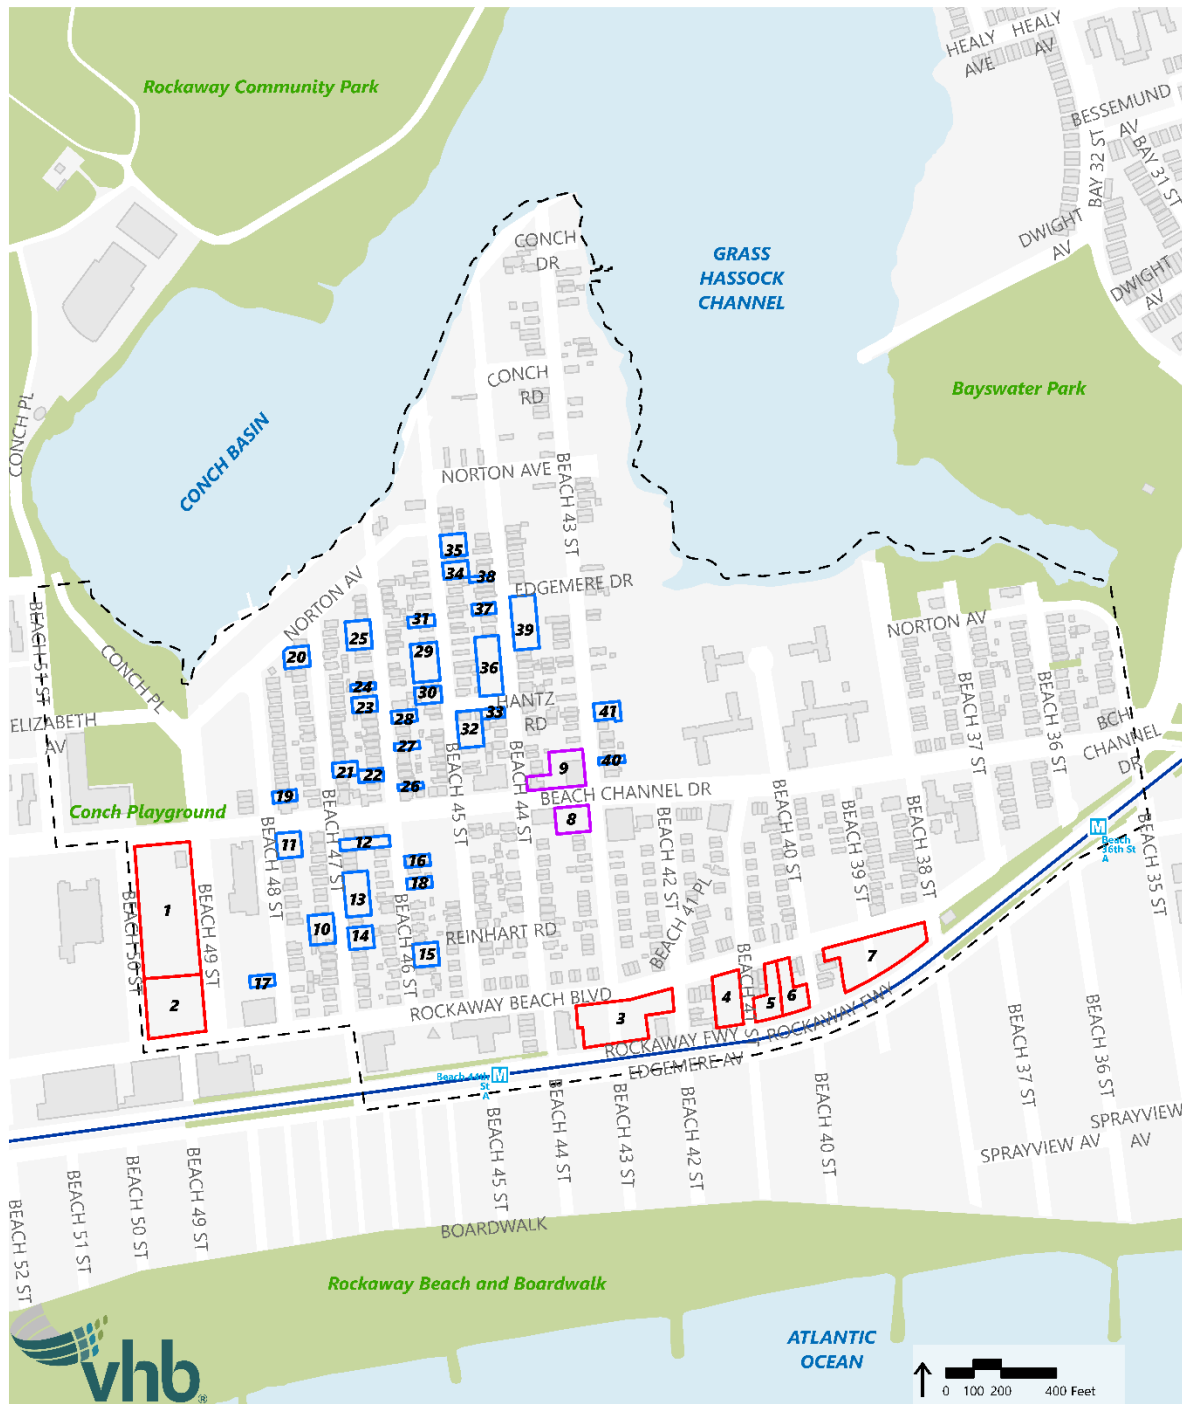 HEALY
AVE
HEALY
AV
Rockaway Community Park
BESSEMUND
AV
BAY 32 ST
BAY 31 ST
DWIGHT
AV
DWIGHT
AV
CONCH
DR
GRASS
HASSOCK
CHANNEL
CONCH
RD
Bayswater Park
CONCH PL
CONCH BASIN
NORTON AVE
BEACH 43 ST
35
34
38
EDGEMERE DR
NORTON AV
37
31
39
25
20
29
36
NORTON AV
BEACH 51 ST
CONCH PL
24
30
23
28
33
HANTZ
RD
32
41
BEACH 37 ST
BEACH 36 ST
BCH
CHANNEL
DR
ELIZABETH
AV
27
21
22
26
9
40
BEACH 45 ST
BEACH 44 ST
BEACH CHANNEL DR
19
Conch Playground
8
BEACH 47 ST
BEACH 48 ST
11
12
16
18
BEACH 42 ST
BEACH 40 ST
BEACH 39 ST
BEACH 38 ST
M
Beach
36th St
A
BEACH 35 ST
1
BEACH 50 ST
BEACH 49 ST
13
10
14
BEACH 46 ST
15
REINHART RD
BEACH 41 PL
17
2
7
ROCKAWAY BEACH BLVD
3
4
5
6
BEACH 41 ST
ROCKAWAY FWY
ROCKAWAY FWY
EDGEMERE AV
M
Beach 44th
St
A
BEACH 37 ST
BEACH 36 ST
BEACH 45 ST
BEACH 44 ST
BEACH 43 ST
BEACH 42 ST
BEACH 40 ST
SPRAYVIEW AV
SPRAYVIEW
AV
BEACH 52 ST
BEACH 51 ST
BEACH 50 ST
BEACH 49 ST
BOARDWALK
Rockaway Beach and Boardwalk
ATLANTIC
OCEAN
vhb®
0 100 200 400 Feet